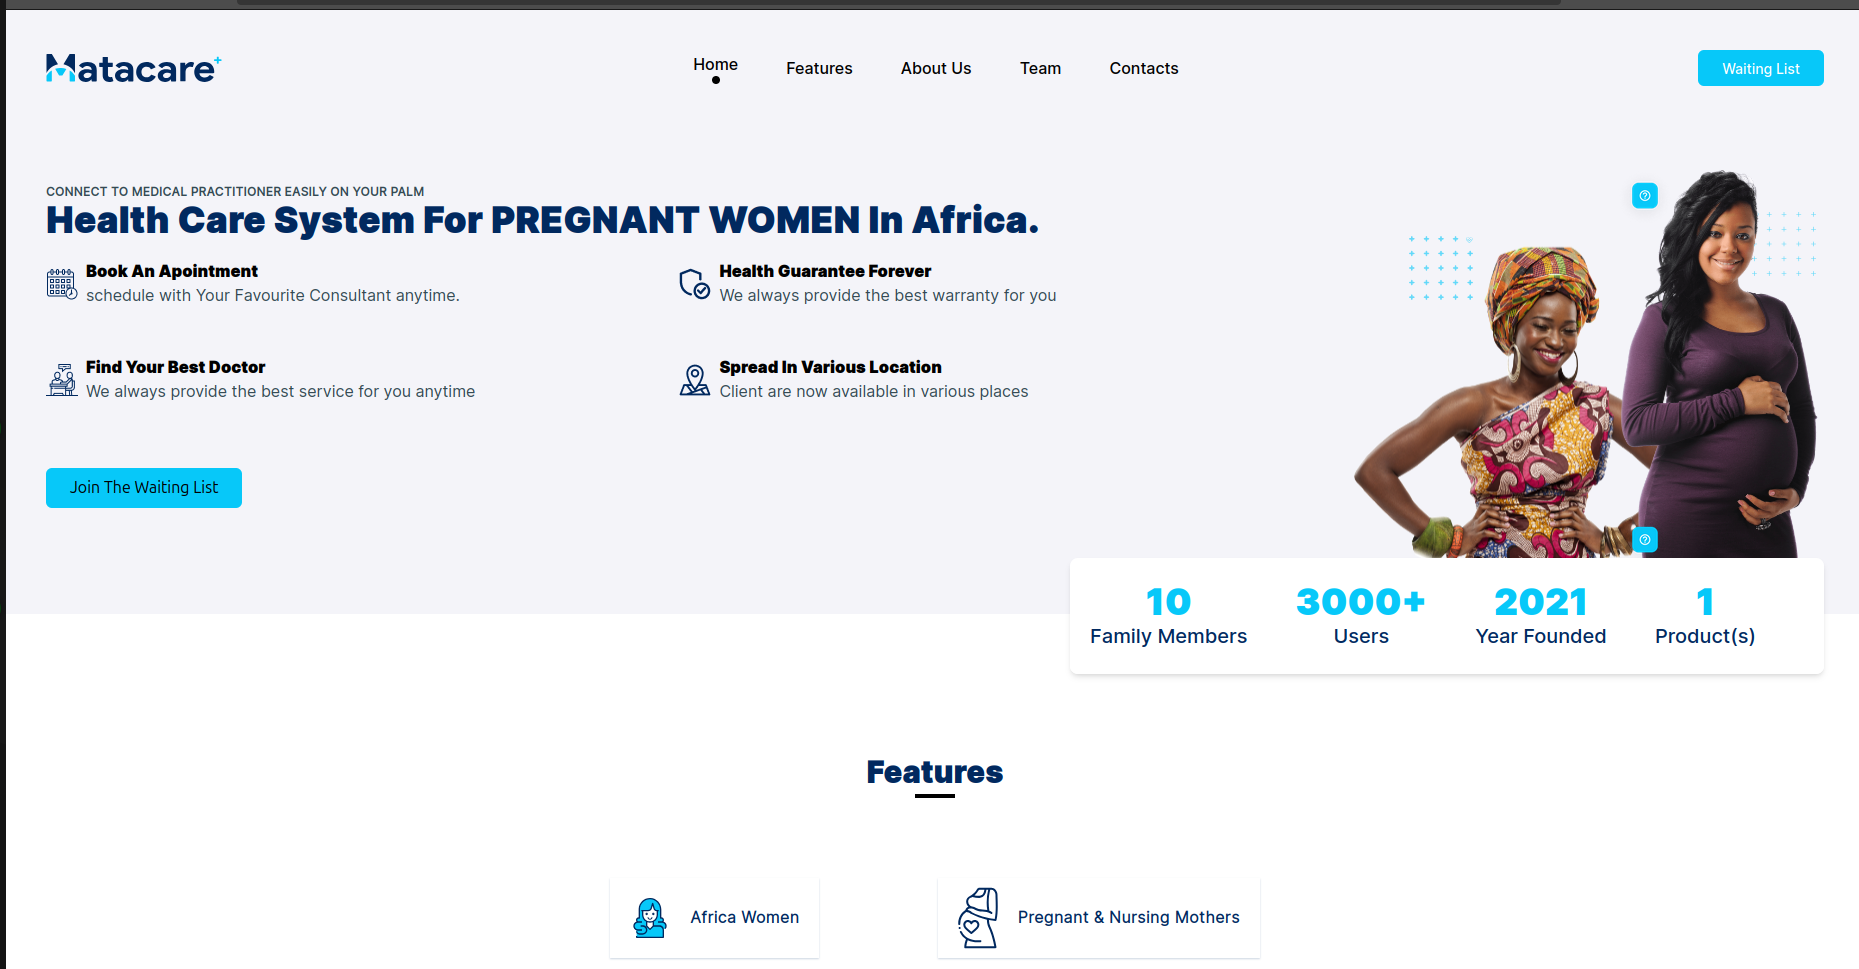 Matacare+
Home
Features
About Us
Team
Contacts
Waiting List
CONNECT TO MEDICAL PRACTITIONER EASILY ON YOUR PALM
Health Care System For PREGNANT WOMEN In Africa.
Book An Apointment
schedule with Your Favourite Consultant anytime.
Health Guarantee Forever
We always provide the best warranty for you
Find Your Best Doctor
We always provide the best service for you anytime
Spread In Various Location
Client are now available in various places
Join The Waiting List
10
Family Members
3000+
Users
2021
Year Founded
1
Product(s)
Features
Africa Women
Pregnant & Nursing Mothers